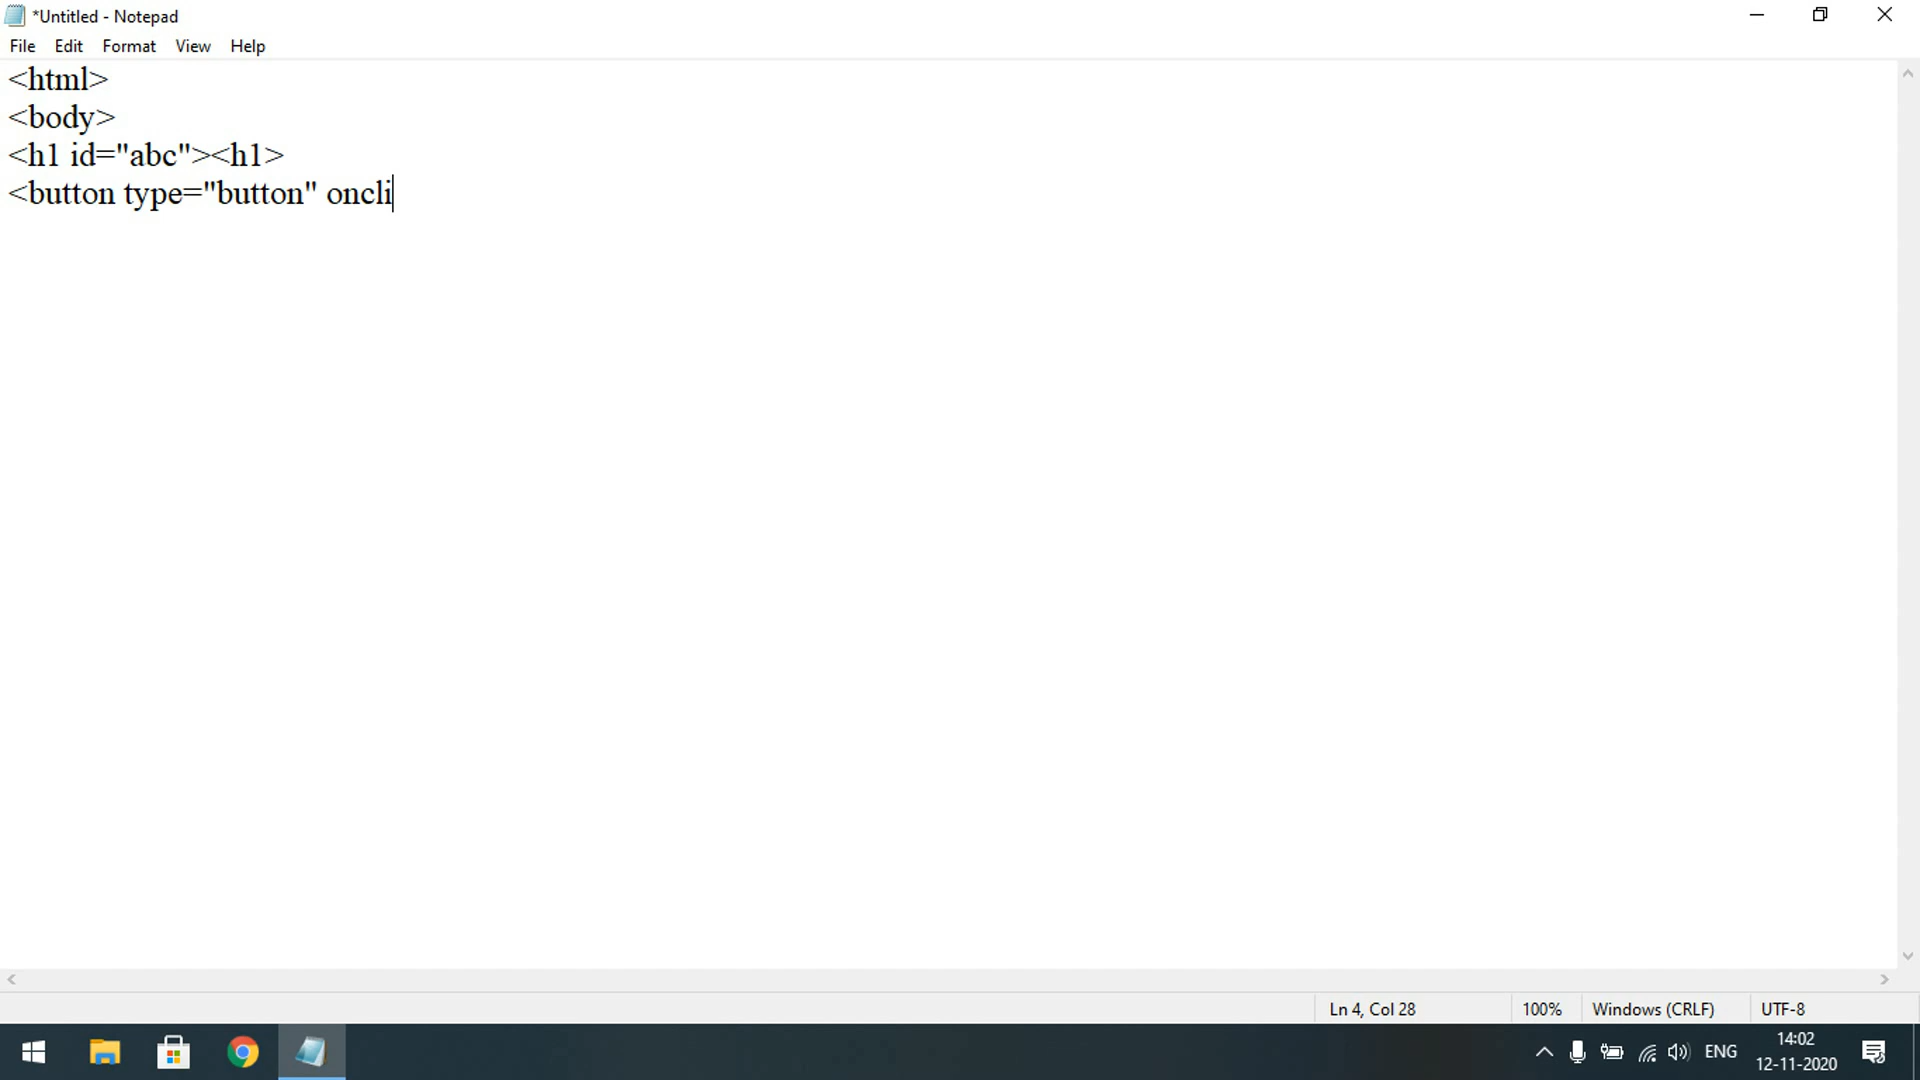 *Untitled - Notepad
File Edit Format View Help
<html>
<body>
<h1 id="abc"><h1>
<button type="button" oncli
Ln 4, Col 28 100% Windows (CRLF) UTF-8
ENG 14:02
12-11-2020